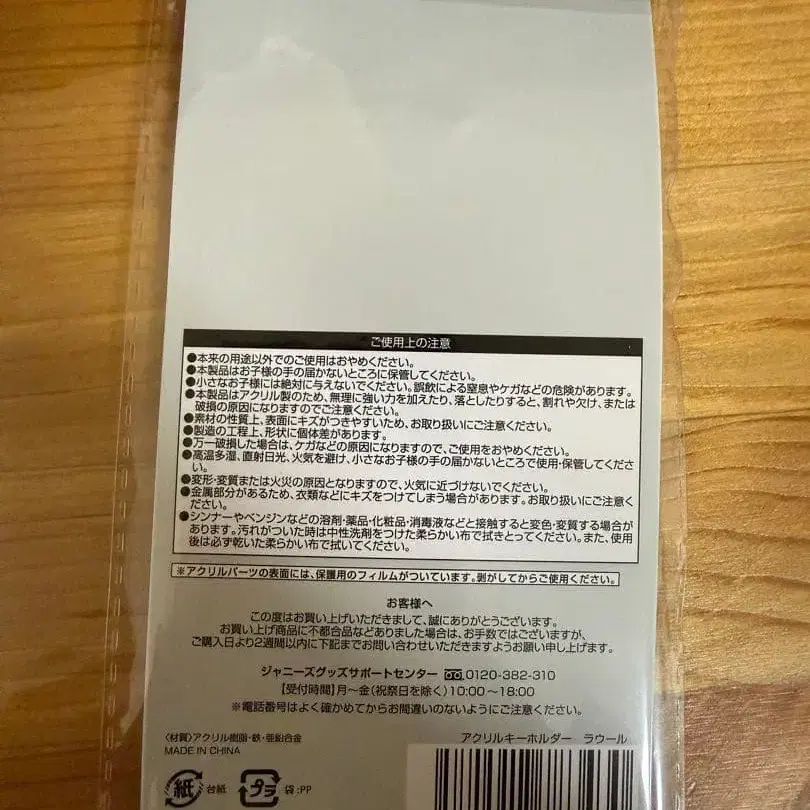 ご使用上の注意
●本来の用途以外でのご使用はおやめください。
●本製品はお子様の手の届かないところに保管してください。
●小さなお子様には絶対に与えないでください。誤飲による窒息やケガなどの危険があります。
●本製品はアクリル製のため、無理に強い力を加えたり、落としたりすると、割れや欠け、または
破損の原因になりますのでご注意ください。
●素材の性質上、表面にキズがつきやすいため、お取り扱いにご注意ください。
●製造の工程上、形状に個体差があります。
●万一破損した場合は、ケガなどの原因になりますので、ご使用をおやめください。
●高温多湿、直射日光、火気を避け、小さなお子様の手の届かないところで使用・保管してくださ
い。
●変形・変質または火災の原因となりますので、火気に近づけないでください。
●金属部分があるため、衣類などにキズをつけてしまう場合があります。お取り扱いにご注意く
ださい。
●シンナーやベンジンなどの溶剤・薬品・化粧品・消毒液などと接触すると変色・変質する場合が
あります。汚れがついた時は中性洗剤をつけた柔らかい布で拭きとってください。また、使用
後は必ず乾いた柔らかい布で拭いてください。
※アクリルパーツの表面には、保護用のフィルムがついています。剥がしてからご使用ください。
お客様へ
この度はお買い上げいただきまして、誠にありがとうございます。
お買い上げ商品に不都合品などありました場合は、お手数ではございますが、
ご購入日より2週間以内に下記までお問い合わせいただきますようお願い申し上げます。
ジャニーズグッズサポートセンター 0120-382-310
【受付時間】月～金（祝祭日を除く）10:00～18:00
※電話番号はよく確かめてからお間違いのないようにご注意ください。
〈材質〉アクリル樹脂・鉄・亜鉛合金
MADE IN CHINA
アクリルキーホルダー ラウール
紙 台紙 プラ 袋:PP